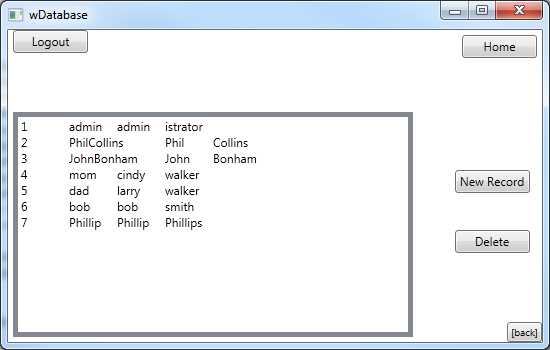 wDatabase
Logout
Home
1 admin admin istrator
2 PhilCollins Phil Collins
3 JohnBonham John Bonham
4 mom cindy walker
5 dad larry walker
6 bob bob smith
7 Phillip Phillip Phillips
New Record
Delete
[back]